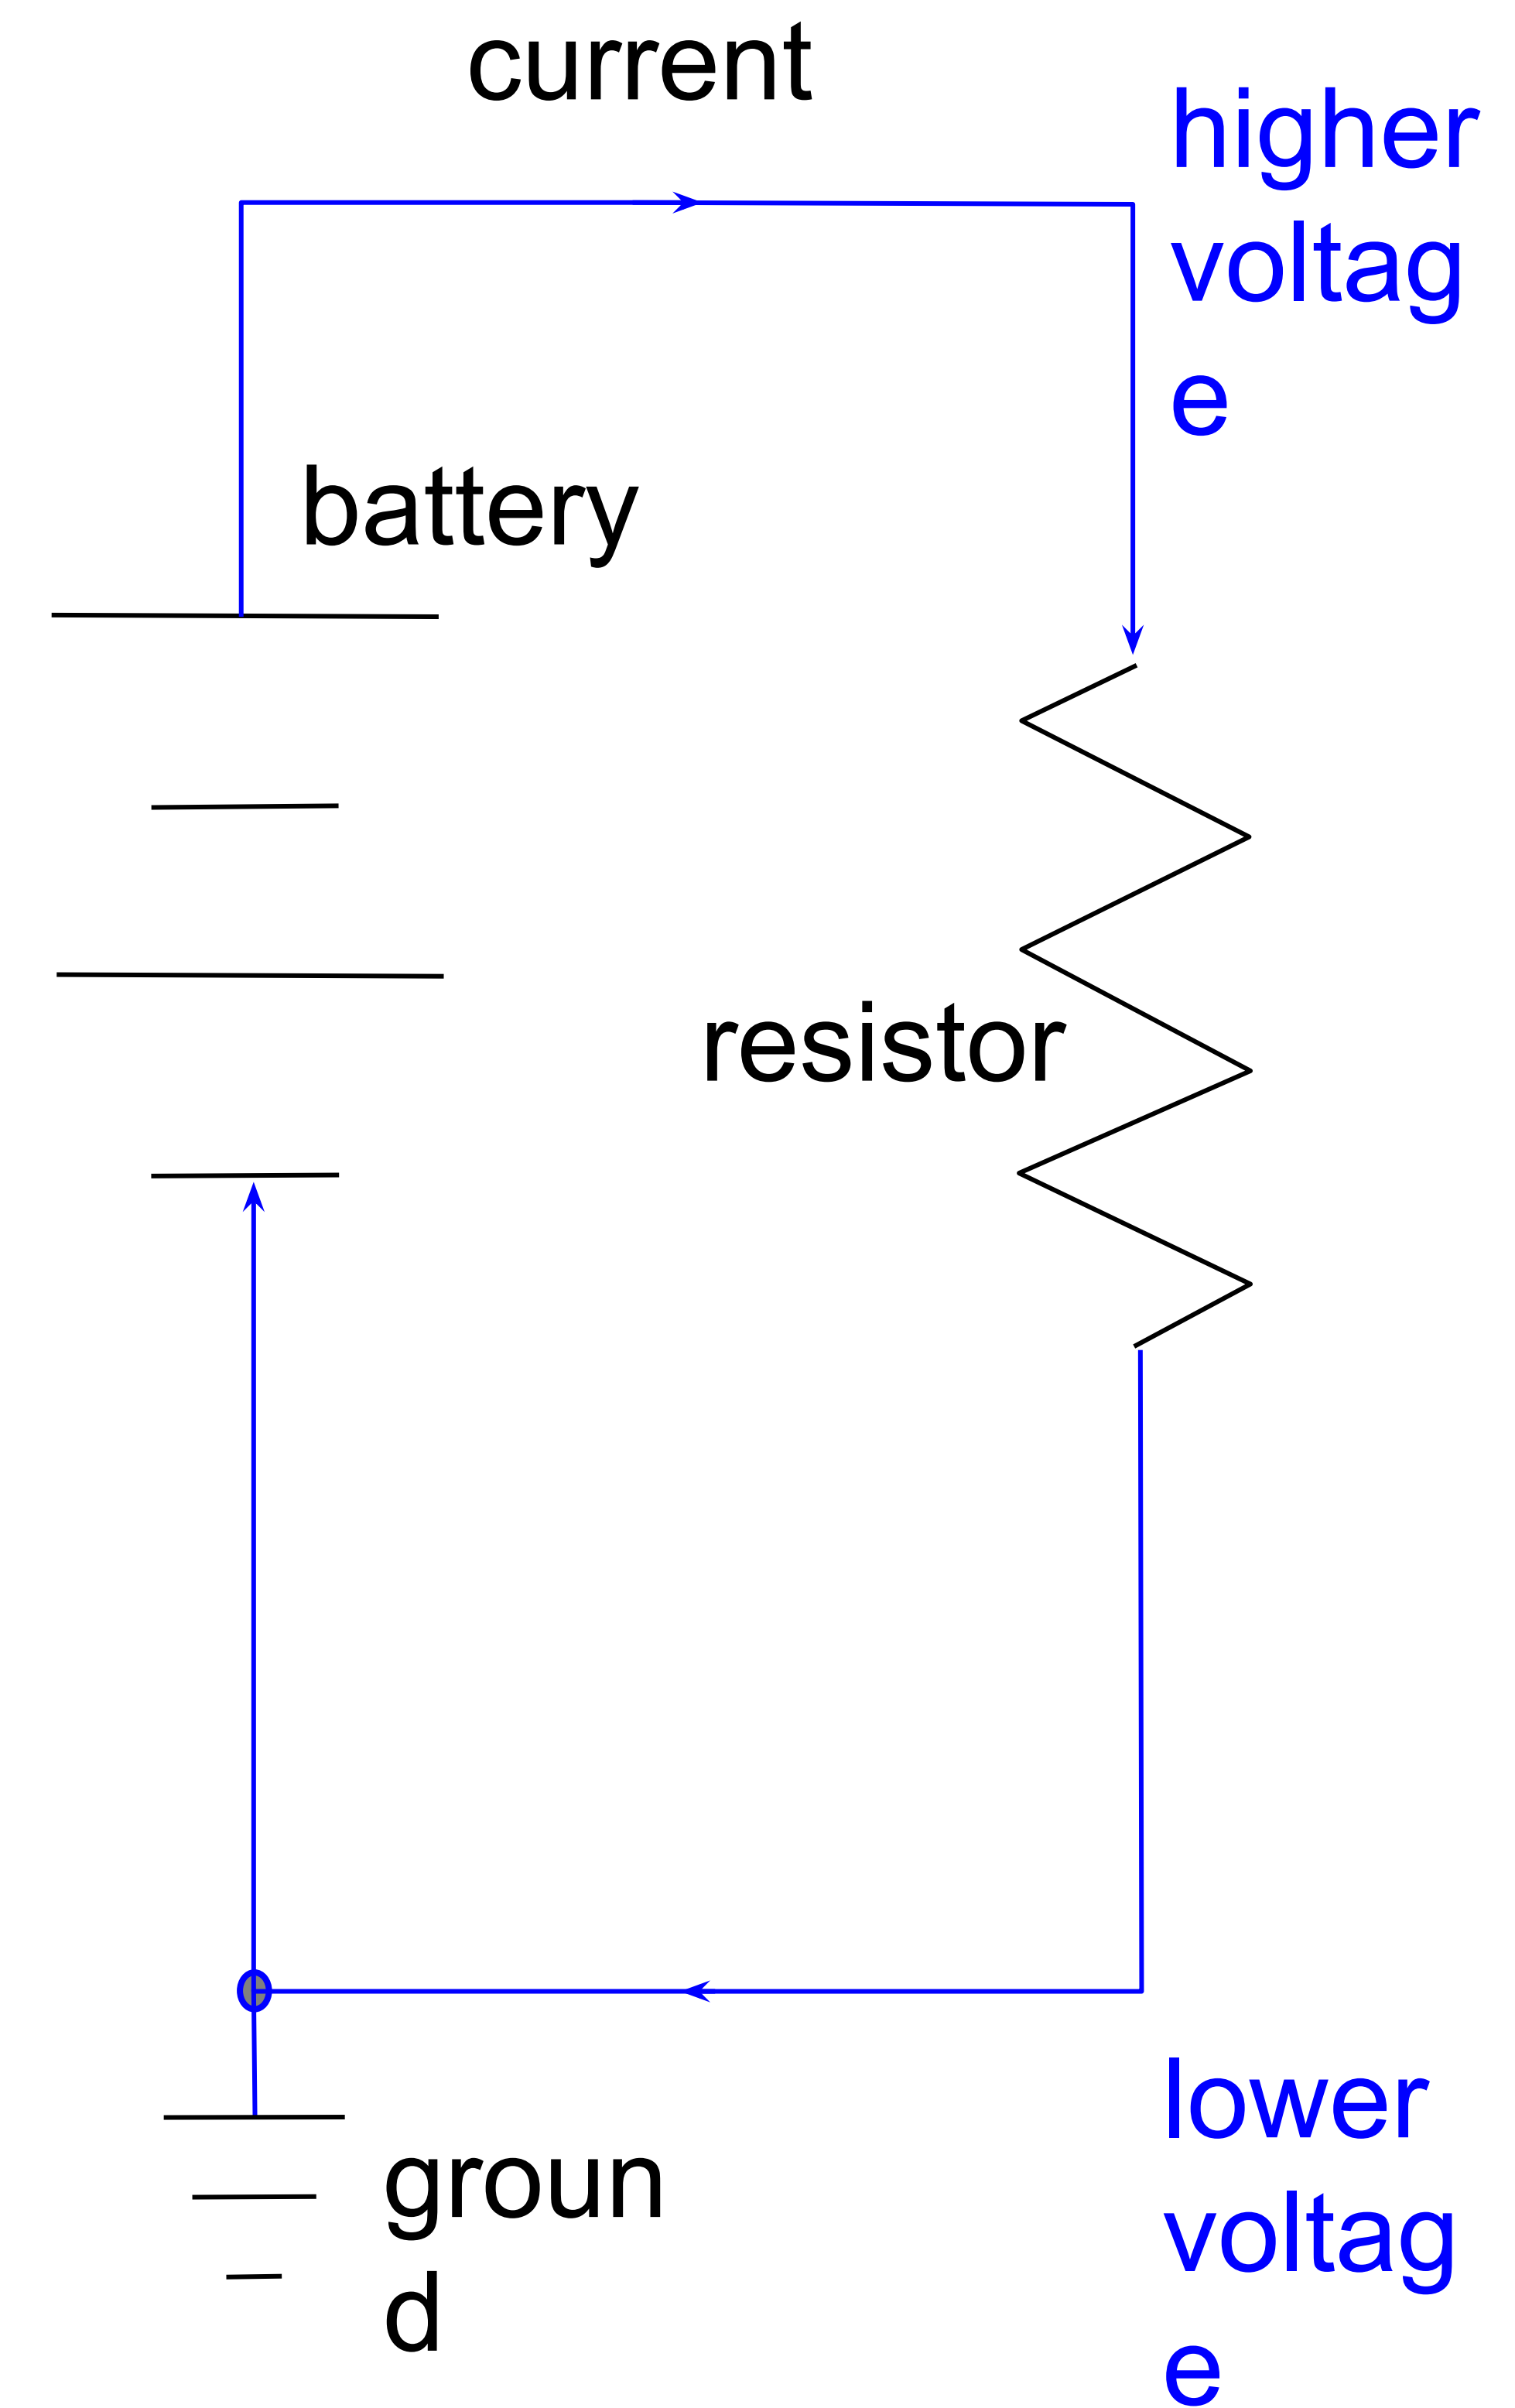 current
higher
voltag
e
battery
resistor
lower
voltag
e
groun
d